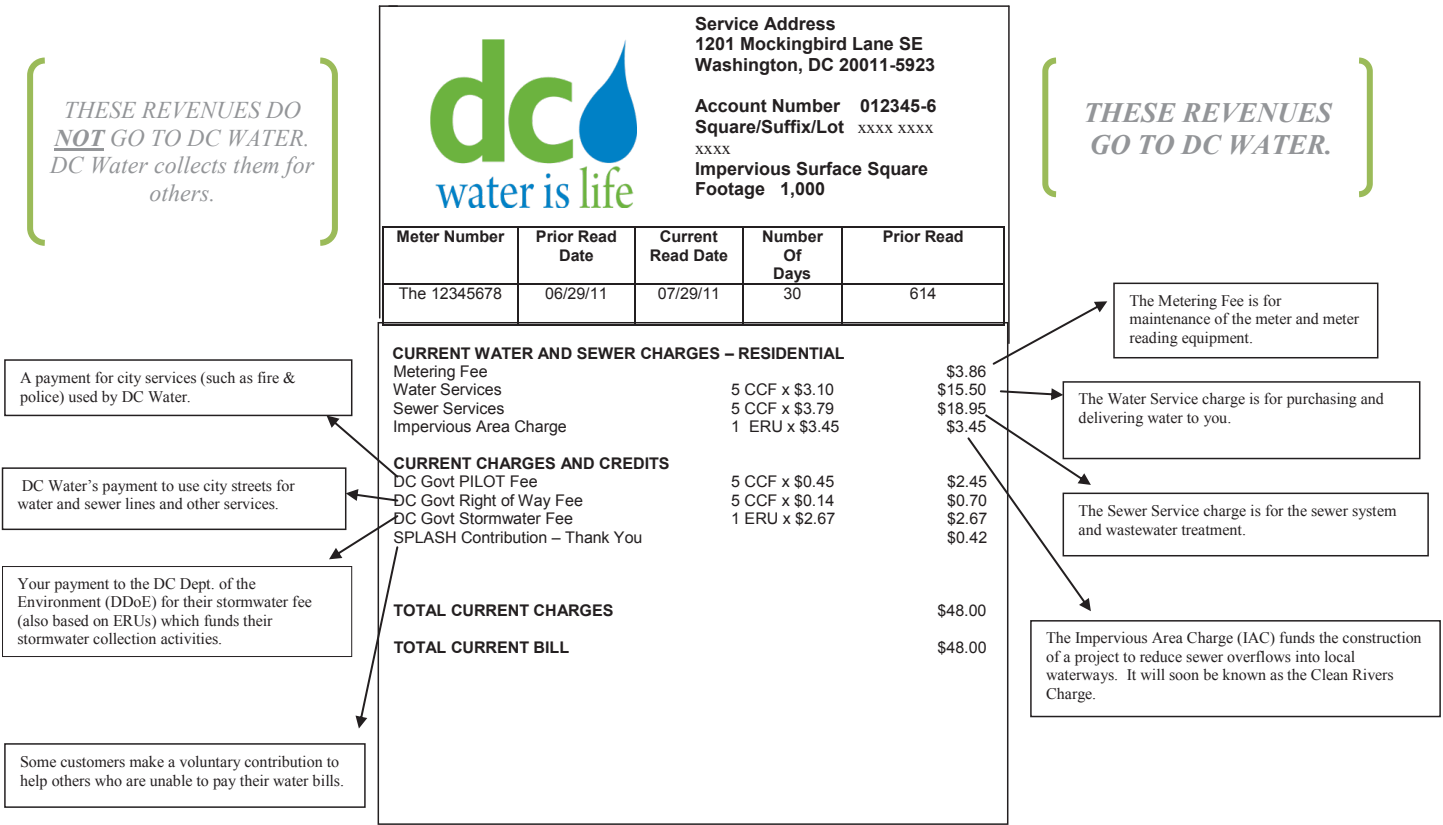 THESE REVENUES DO
NOT GO TO DC WATER.
DC Water collects them for
others.
dc
water is life
Service Address
1201 Mockingbird Lane SE
Washington, DC 20011-5923
Account Number 012345-6
Square/Suffix/Lot xxxx xxxx
xxxx
Impervious Surface Square
Footage 1,000
THESE REVENUES
GO TO DC WATER.
Meter Number
Prior Read
Date
Current
Read Date
Number
Of
Days
Prior Read
The 12345678 06/29/11 07/29/11 30 614
CURRENT WATER AND SEWER CHARGES – RESIDENTIAL
Metering Fee $3.86
Water Services 5 CCF x $3.10 $15.50
Sewer Services 5 CCF x $3.79 $18.95
Impervious Area Charge 1 ERU x $3.45 $3.45
CURRENT CHARGES AND CREDITS
DC Govt PILOT Fee 5 CCF x $0.45 $2.45
DC Govt Right of Way Fee 5 CCF x $0.14 $0.70
DC Govt Stormwater Fee 1 ERU x $2.67 $2.67
SPLASH Contribution – Thank You $0.42
TOTAL CURRENT CHARGES $48.00
TOTAL CURRENT BILL $48.00
A payment for city services (such as fire &
police) used by DC Water.
DC Water's payment to use city streets for
water and sewer lines and other services.
Your payment to the DC Dept. of the
Environment (DDoE) for their stormwater fee
(also based on ERUs) which funds their
stormwater collection activities.
Some customers make a voluntary contribution to
help others who are unable to pay their water bills.
The Metering Fee is for
maintenance of the meter and meter
reading equipment.
The Water Service charge is for purchasing and
delivering water to you.
The Sewer Service charge is for the sewer system
and wastewater treatment.
The Impervious Area Charge (IAC) funds the construction
of a project to reduce sewer overflows into local
waterways. It will soon be known as the Clean Rivers
Charge.